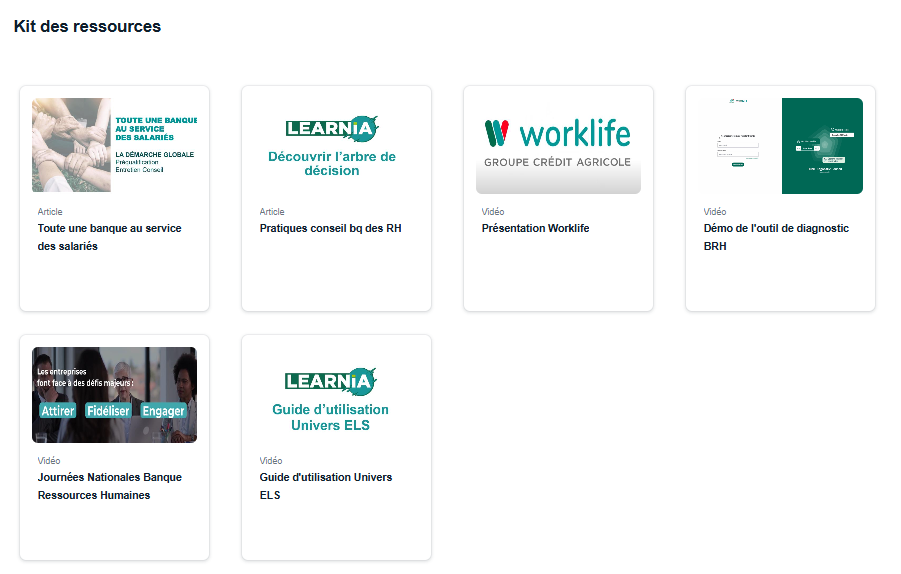 Kit des ressources
TOUTE UNE BANQUE
AU SERVICE
DES SALARIÉS
LA DÉMARCHE GLOBALE
Préqualification
Entretien Conseil
Article
Toute une banque au service
des salariés
LEARNiA
Découvrir l'arbre de
décision
Article
Pratiques conseil bq des RH
worklife
GROUPE CRÉDIT AGRICOLE
Vidéo
Présentation Worklife
Vidéo
Démo de l'outil de diagnostic
BRH
Les entreprises
font face à des défis majeurs :
Attirer Fidéliser Engager
Vidéo
Journées Nationales Banque
Ressources Humaines
LEARNiA
Guide d'utilisation
Univers ELS
Vidéo
Guide d'utilisation Univers
ELS